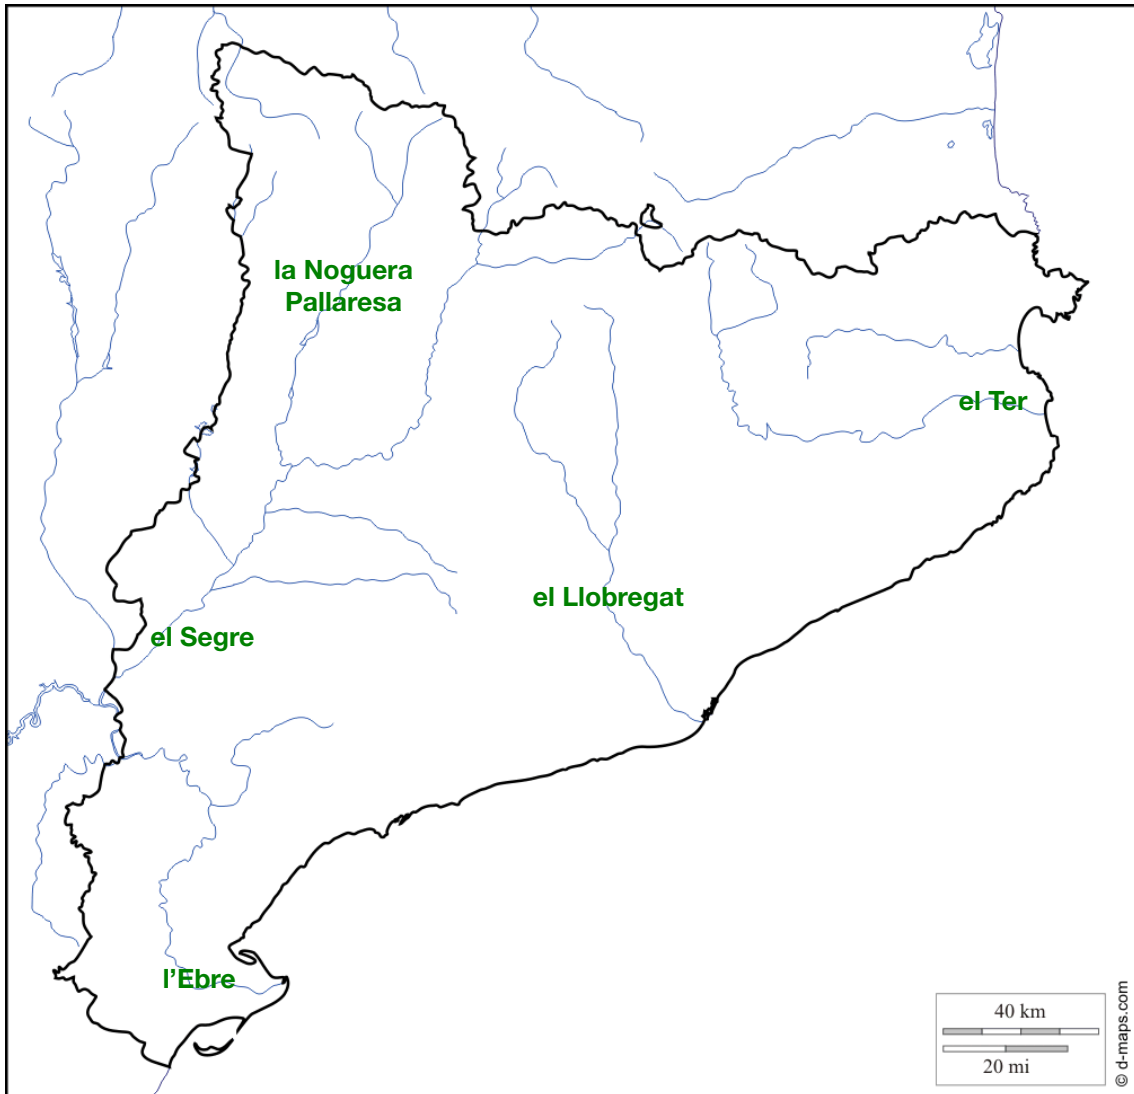 la Noguera
Pallaresa
el Ter
el Llobregat
el Segre
l’Ebre
40 km
20 mi
© d-maps.com